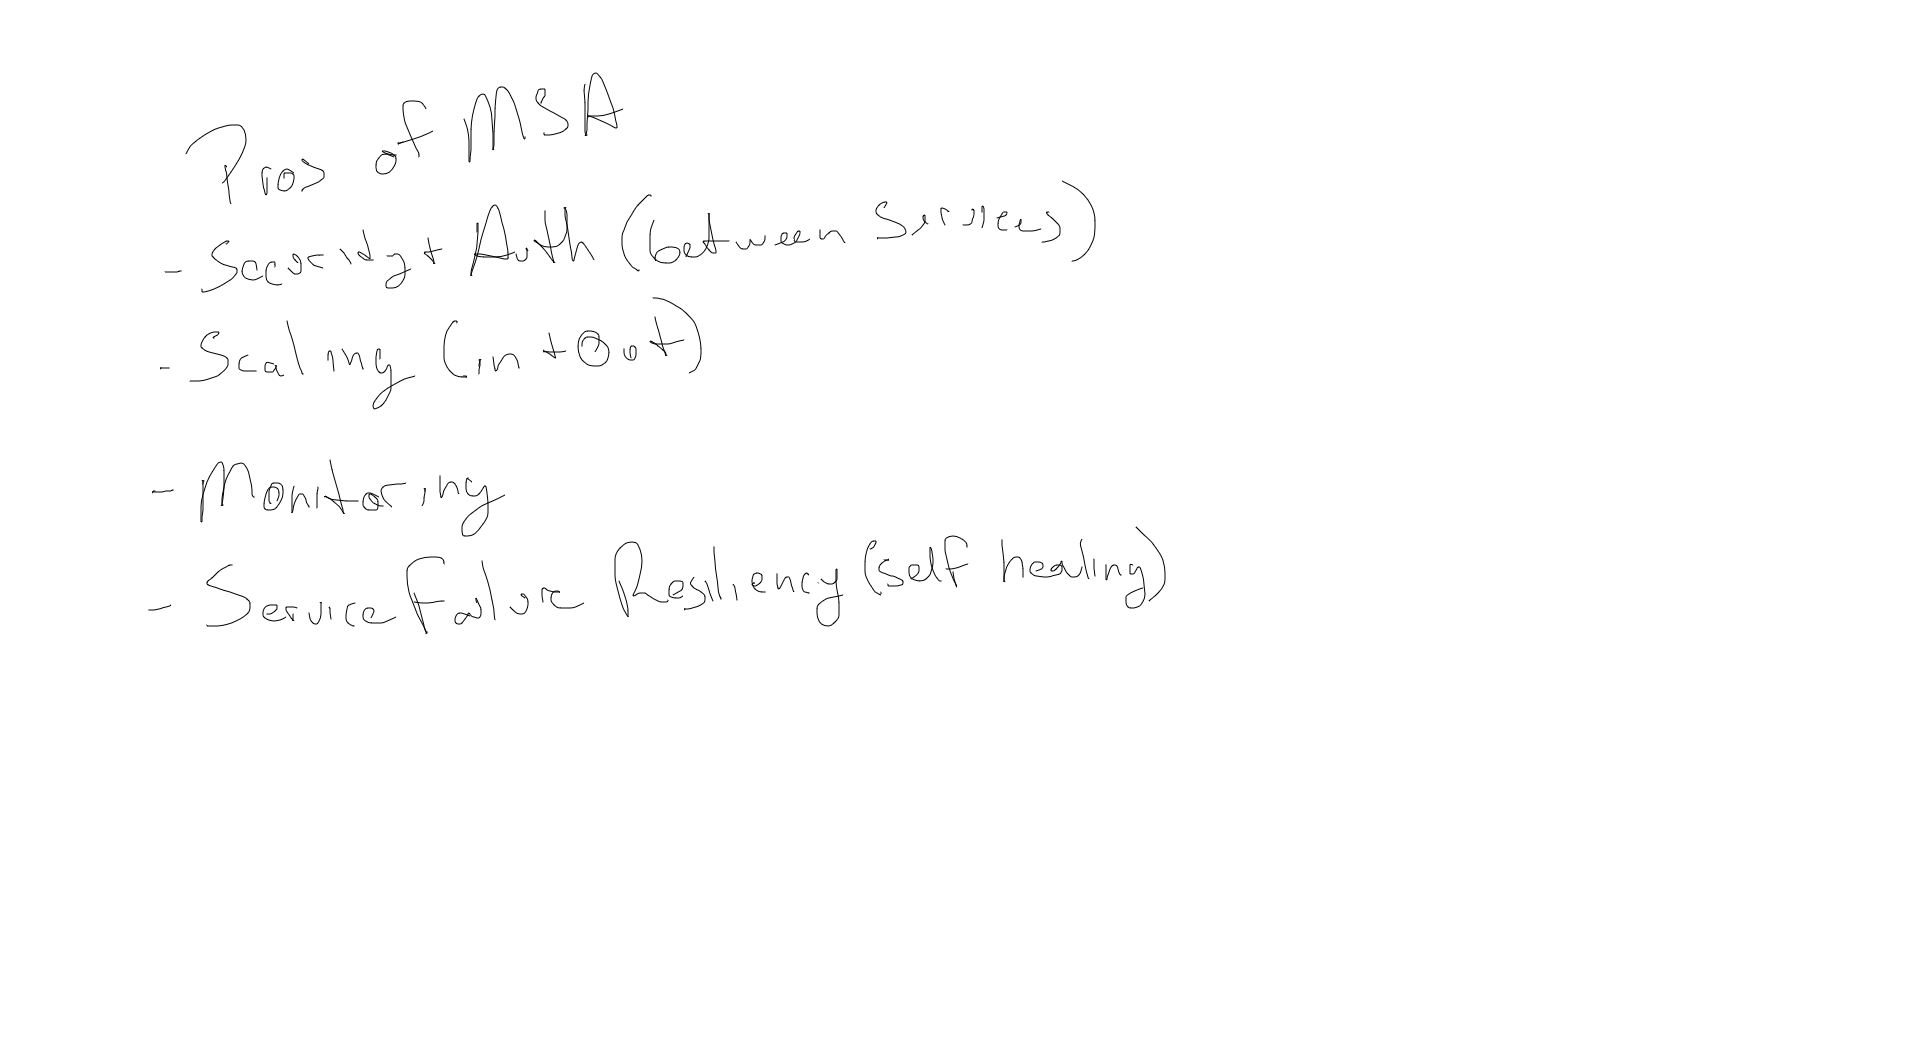 Pros of MSA
- Security + Auth (between Services)
- Scaling (in + Out)
- Monitoring
- Service Failure Resiliency (self healing)